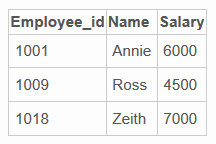 Employee_id Name Salary
1001 Annie 6000
1009 Ross 4500
1018 Zeith 7000